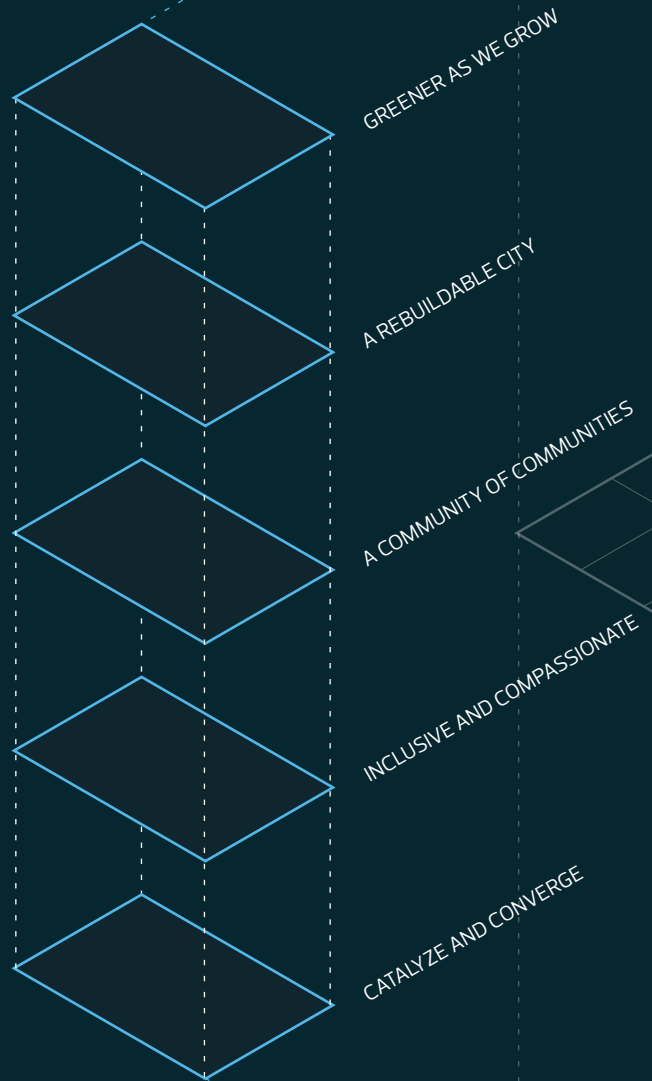 GREENER AS WE GROW
A REBUILDABLE CITY
A COMMUNITY OF COMMUNITIES
INCLUSIVE AND COMPASSIONATE
CATALYZE AND CONVERGE